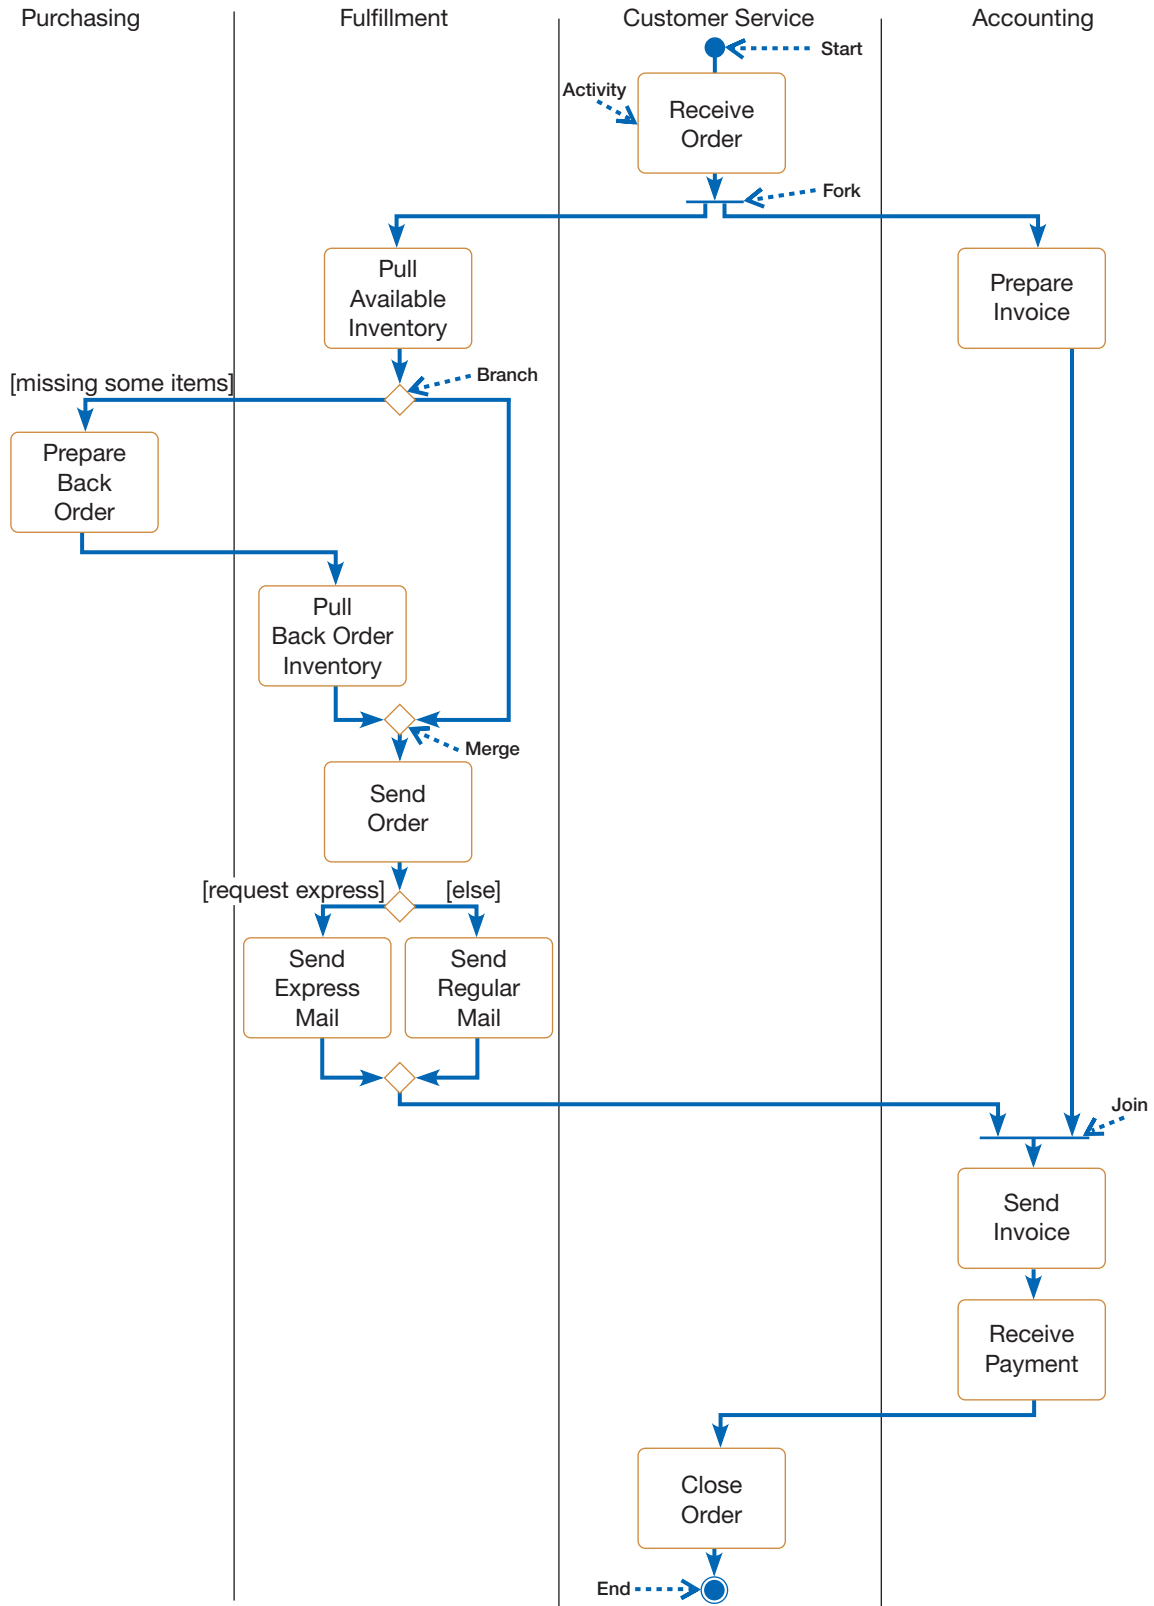 Purchasing
Fulfillment
Customer Service
Accounting
Start
Activity
Receive
Order
Fork
Pull
Available
Inventory
Prepare
Invoice
Branch
[missing some items]
Prepare
Back
Order
Pull
Back Order
Inventory
Merge
Send
Order
[request express]
[else]
Send
Express
Mail
Send
Regular
Mail
Join
Send
Invoice
Receive
Payment
Close
Order
End